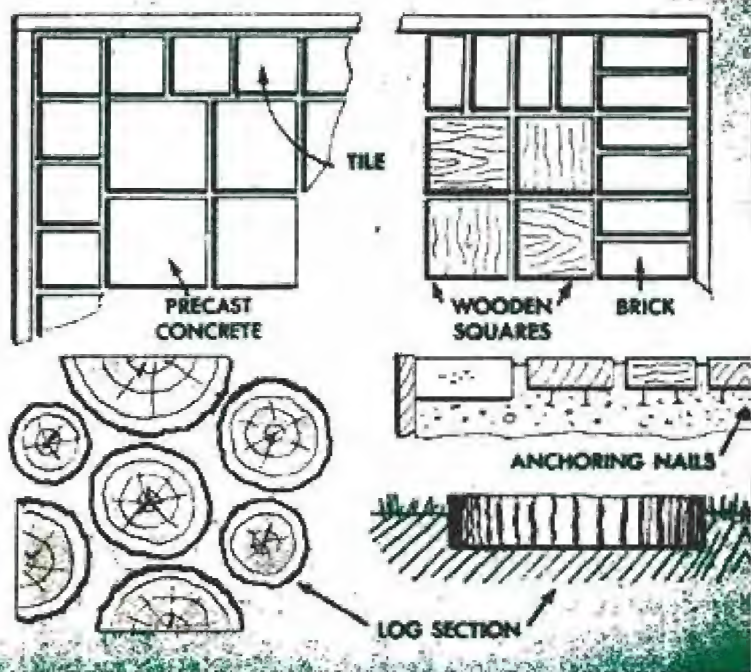 TILE
PRECAST
CONCRETE
WOODEN
SQUARES
BRICK
ANCHORING NAILS
LOG SECTION